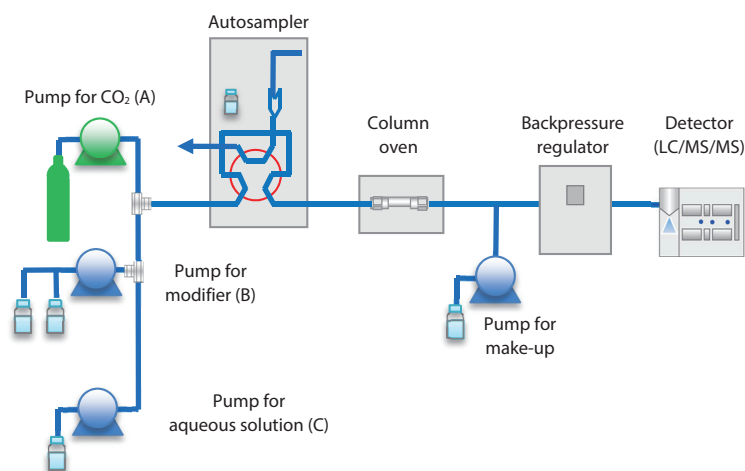 Autosampler
Pump for CO₂ (A)
Column
oven
Backpressure
regulator
Detector
(LC/MS/MS)
Pump for
modifier (B)
Pump for
make-up
Pump for
aqueous solution (C)